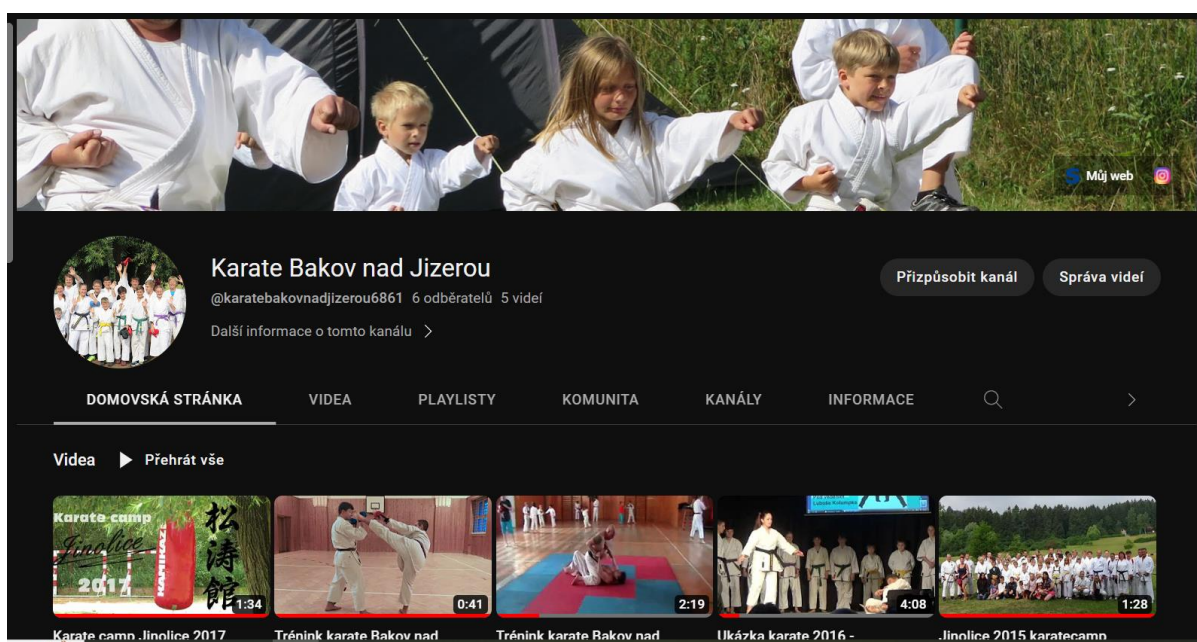 Můj web
Karate Bakov nad Jizerou
@karatebakovnadjizerou6861 6 odběratelů 5 videí
Další informace o tomto kanálu >
Přizpůsobit kanál
Správa videí
DOMOVSKÁ STRÁNKA VIDEA PLAYLISTY KOMUNITA KANÁLY INFORMACE
Videa Přehrát vše
Karate camp
Jinolice
2017
KAMIKAZE
松
濤
館
1:34
0:41
2:19
4:08
1:28
Karate camp Jinolice 2017
Trénink karate Bakov nad
Trénink karate Bakov nad
Ukázka karate 2016 -
Jinolice 2015 karatecamp